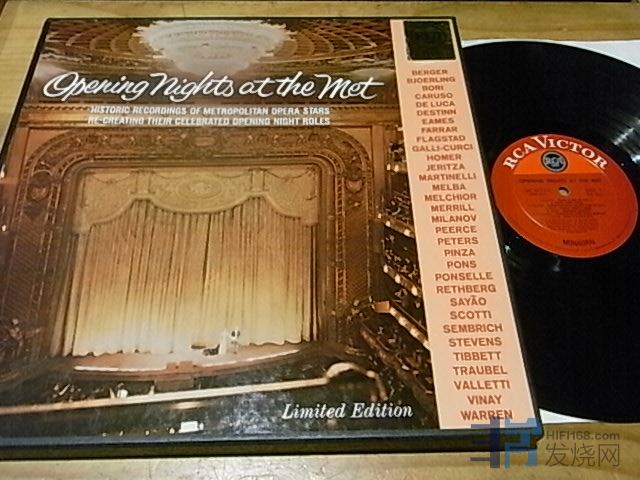 Opening Nights at the Met
HISTORIC RECORDINGS OF METROPOLITAN OPERA STARS
RE-CREATING THEIR CELEBRATED OPENING NIGHT ROLES
BERGER
BJOERLING
BORI
CARUSO
DE LUCA
DESTINN
EAMES
FARRAR
FLAGSTAD
GALLI-CURCI
HOMER
JERITZA
MARTINELLI
MELBA
MELCHIOR
MERRILL
MILANOV
PEERCE
PETERS
PINZA
PONS
PONSELLE
RETHBERG
SAYÃO
SCOTTI
SEMBRICH
STEVENS
TIBBETT
TRAUBEL
VALLETTI
VINAY
WARREN
Limited Edition
RCA VICTOR
RCA
OPENING NIGHTS AT THE MET
MONAURAL
HIFI168.com
发烧网